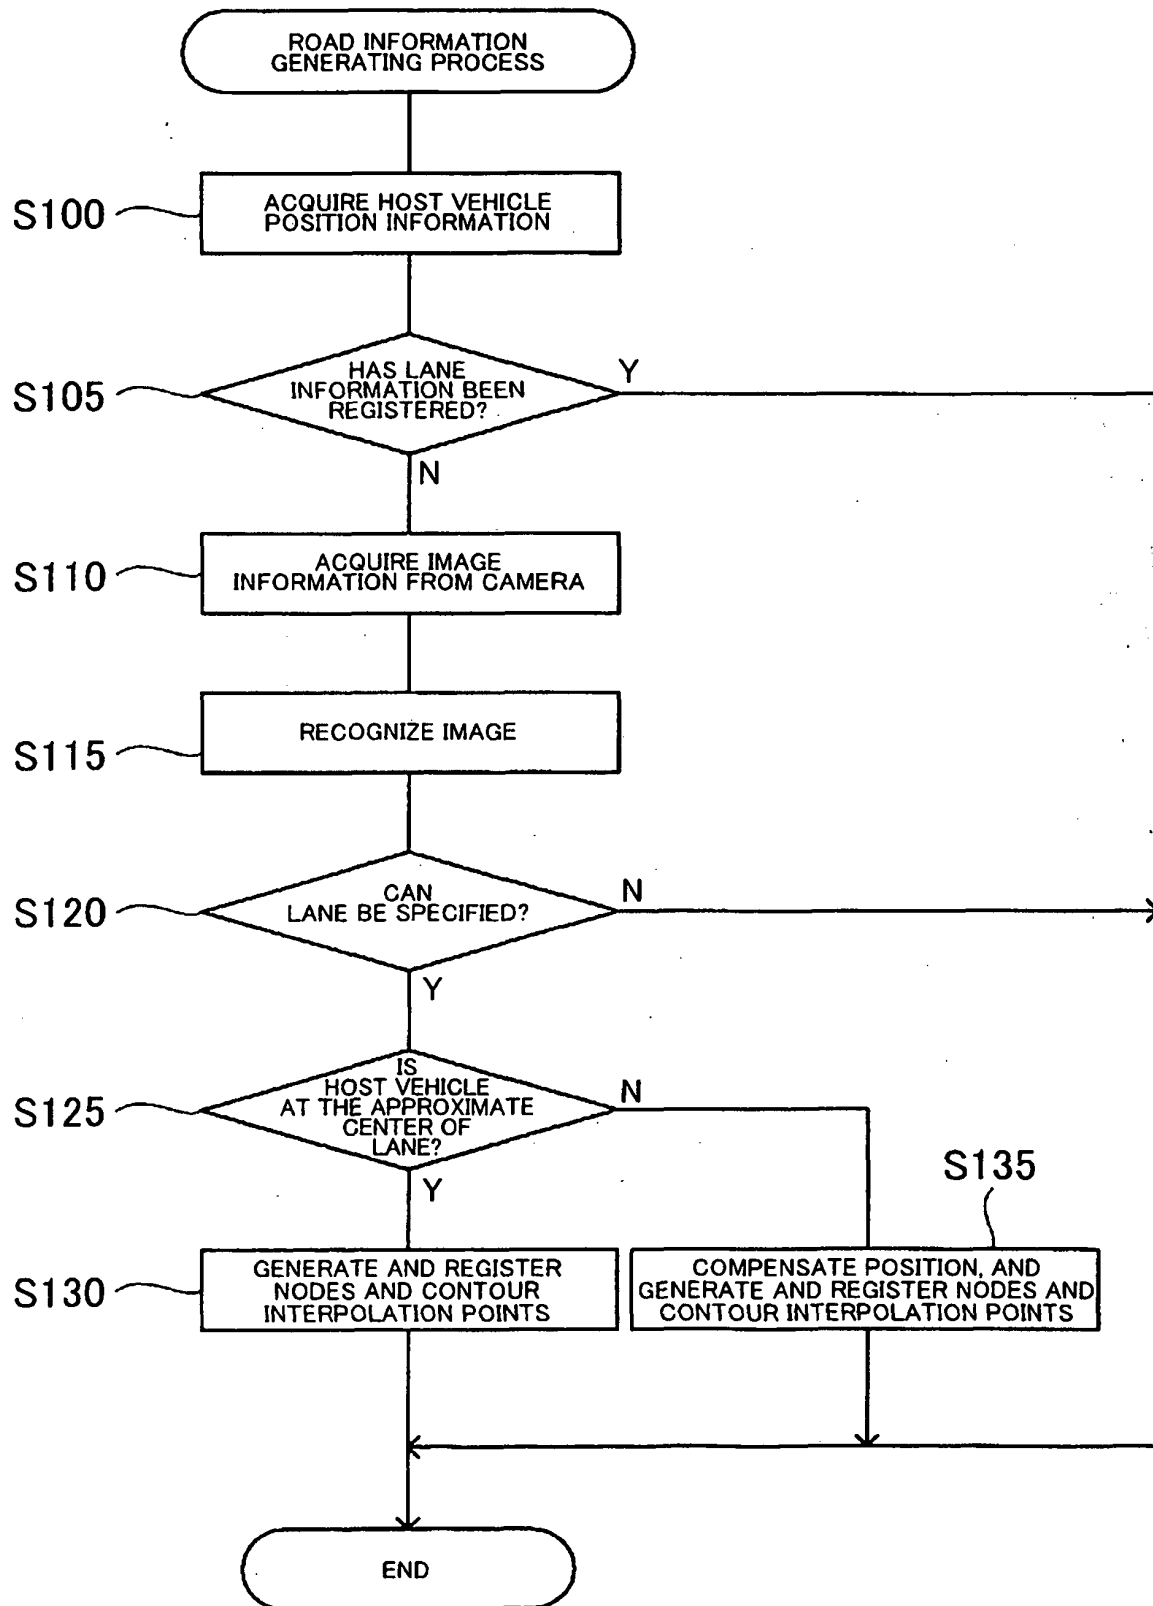 ROAD INFORMATION
GENERATING PROCESS
S100
ACQUIRE HOST VEHICLE
POSITION INFORMATION
S105
HAS LANE
INFORMATION BEEN
REGISTERED?
Y
N
S110
ACQUIRE IMAGE
INFORMATION FROM CAMERA
S115
RECOGNIZE IMAGE
S120
CAN
LANE BE SPECIFIED?
N
Y
S125
IS
HOST VEHICLE
AT THE APPROXIMATE
CENTER OF
LANE?
N
Y
S135
S130
GENERATE AND REGISTER
NODES AND CONTOUR
INTERPOLATION POINTS
COMPENSATE POSITION, AND
GENERATE AND REGISTER NODES AND
CONTOUR INTERPOLATION POINTS
END